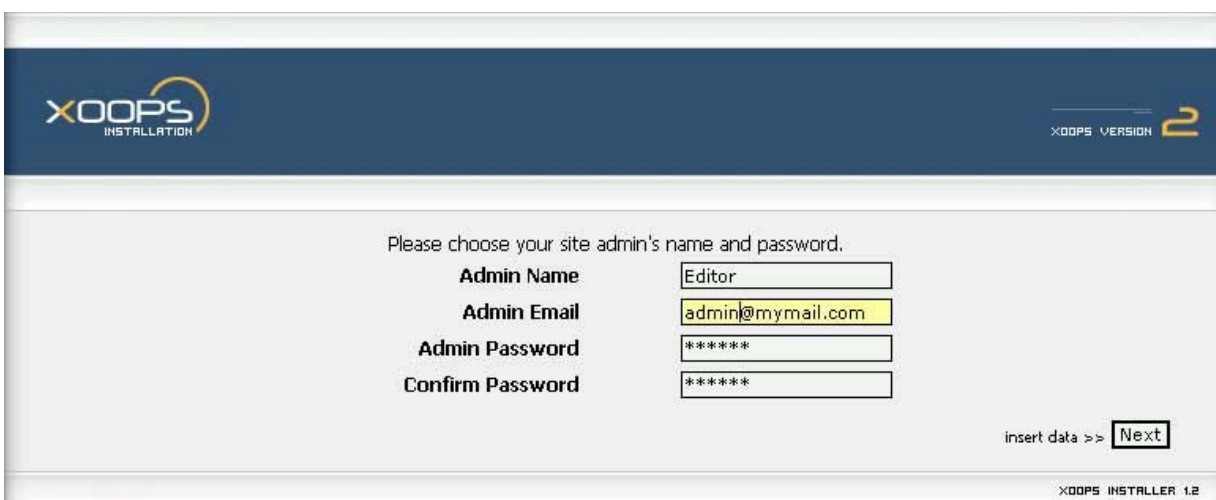 XOOPS
INSTALLATION
XOOPS VERSION 2
Please choose your site admin's name and password.
Admin Name Editor
Admin Email admin@mymail.com
Admin Password ******
Confirm Password ******
insert data >> Next
XOOPS INSTALLER 1.2